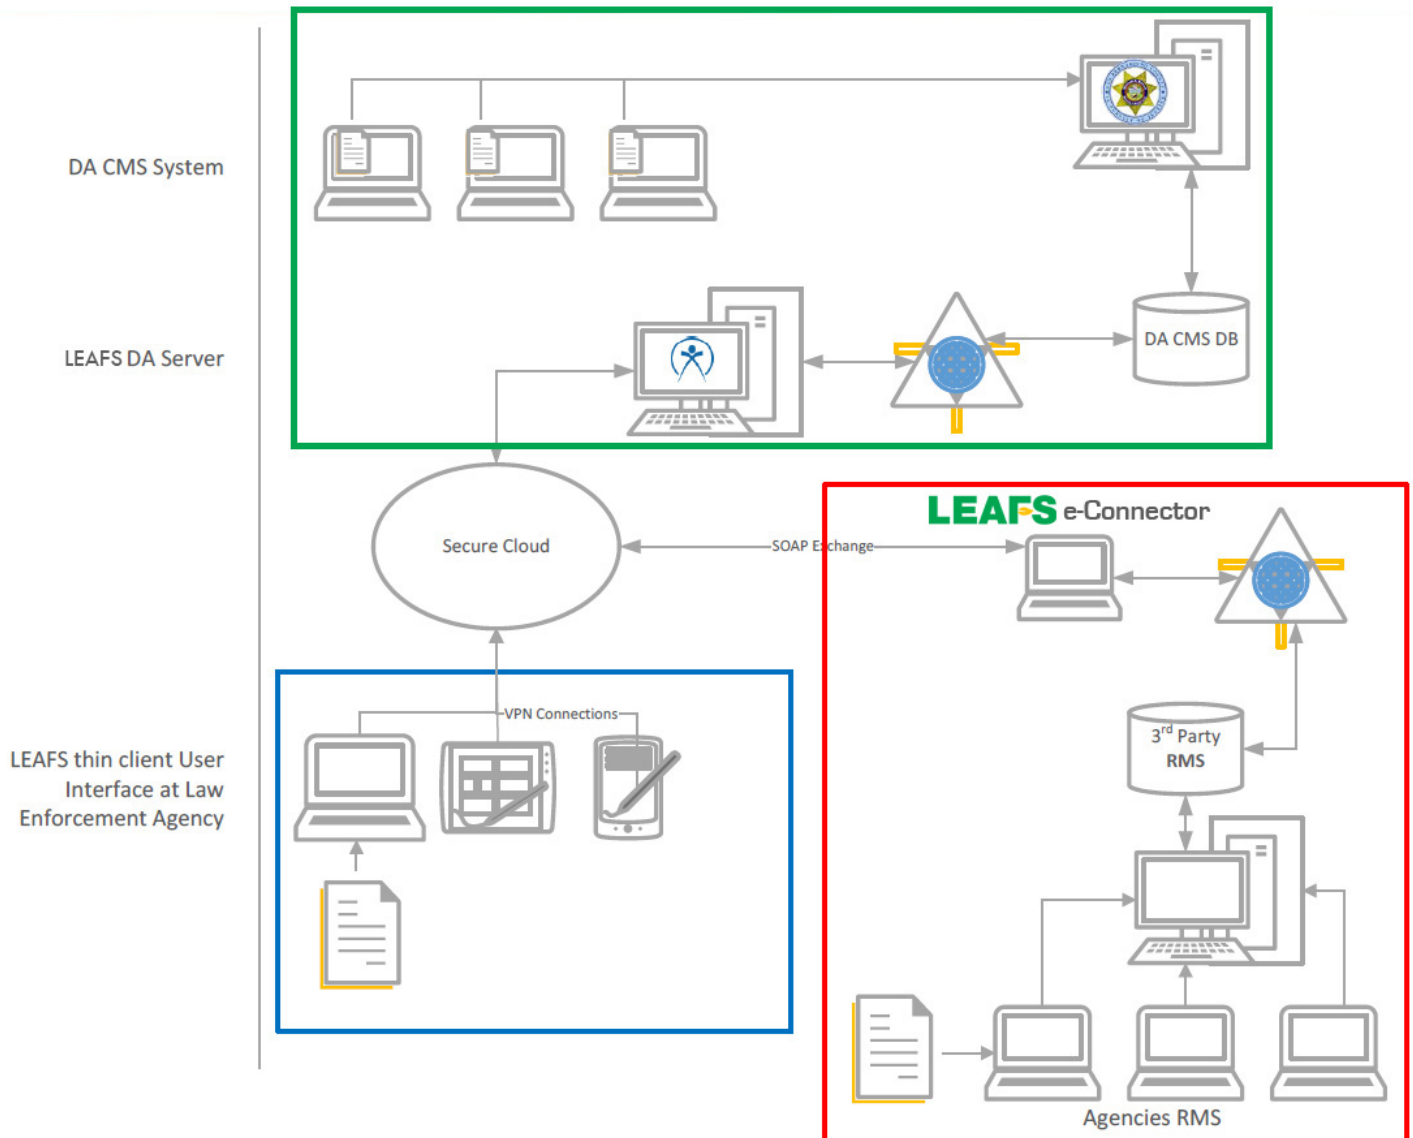 DA CMS System
LEAFS DA Server
DA CMS DB
LEAFS e-Connector
Secure Cloud
SOAP Exchange
VPN Connections
3rd Party
RMS
LEAFS thin client User
Interface at Law
Enforcement Agency
Agencies RMS